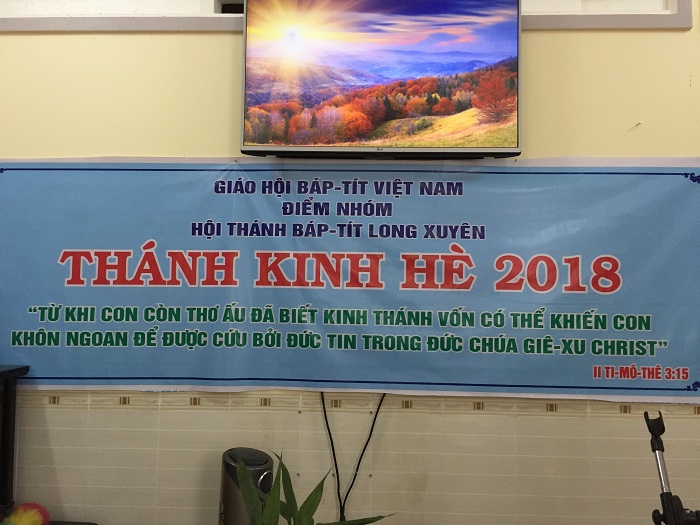 GIÁO HỘI BÁP-TÍT VIỆT NAM
ĐIỂM NHÓM
HỘI THÁNH BÁP-TÍT LONG XUYÊN
THÁNH KINH HÈ 2018
“TỪ KHI CON CÒN THƠ ẤU ĐÃ BIẾT KINH THÁNH VỐN CÓ THỂ KHIẾN CON
KHÔN NGOAN ĐỂ ĐƯỢC CỨU BỞI ĐỨC TIN TRONG ĐỨC CHÚA GIÊ-XU CHRIST”
II TI-MÔ-THÊ 3:15